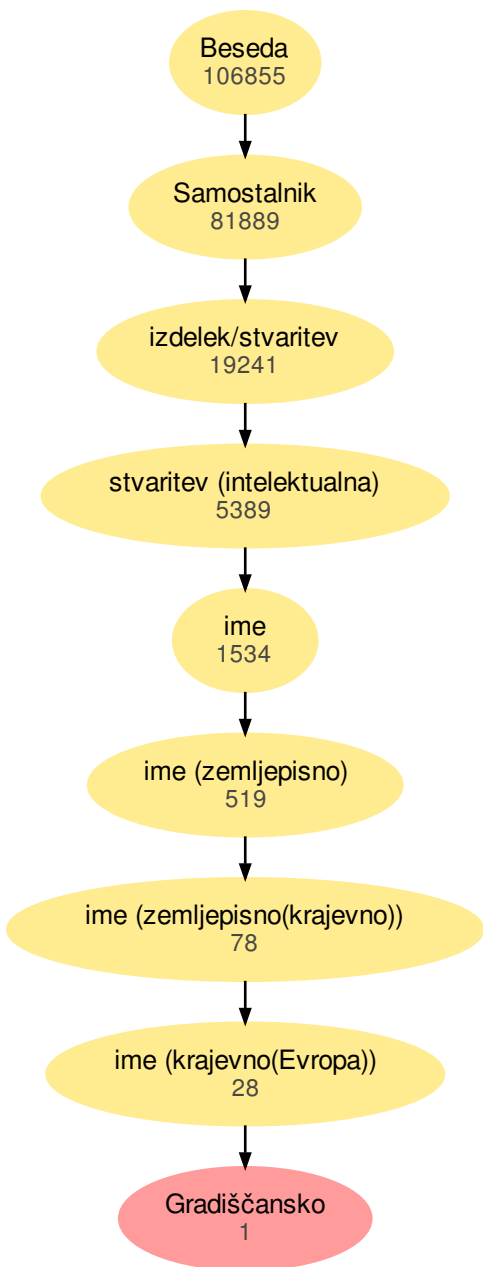 Beseda
106855
Samostalnik
81889
izdelek/stvaritev
19241
stvaritev (intelektualna)
5389
ime
1534
ime (zemljepisno)
519
ime (zemljepisno(krajevno))
78
ime (krajevno(Evropa))
28
Gradiščansko
1